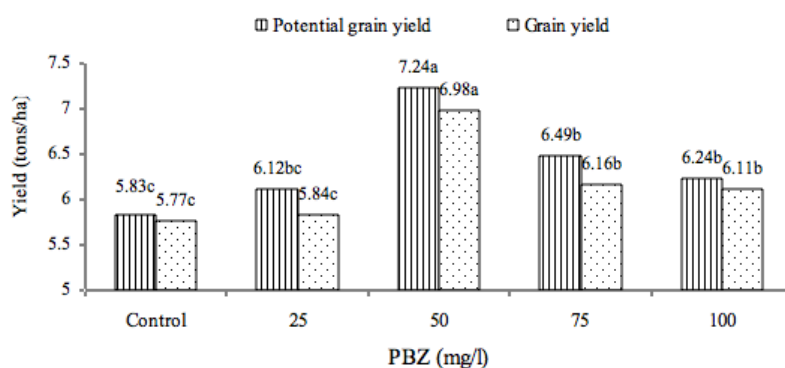 Potential grain yield Grain yield
7.5
7
6.5
6
5.5
5
Yield (tons/ha)
5.83c 5.77c 6.12bc 5.84c 7.24a 6.98a 6.49b 6.16b 6.24b 6.11b
Control 25 50 75 100
PBZ (mg/l)